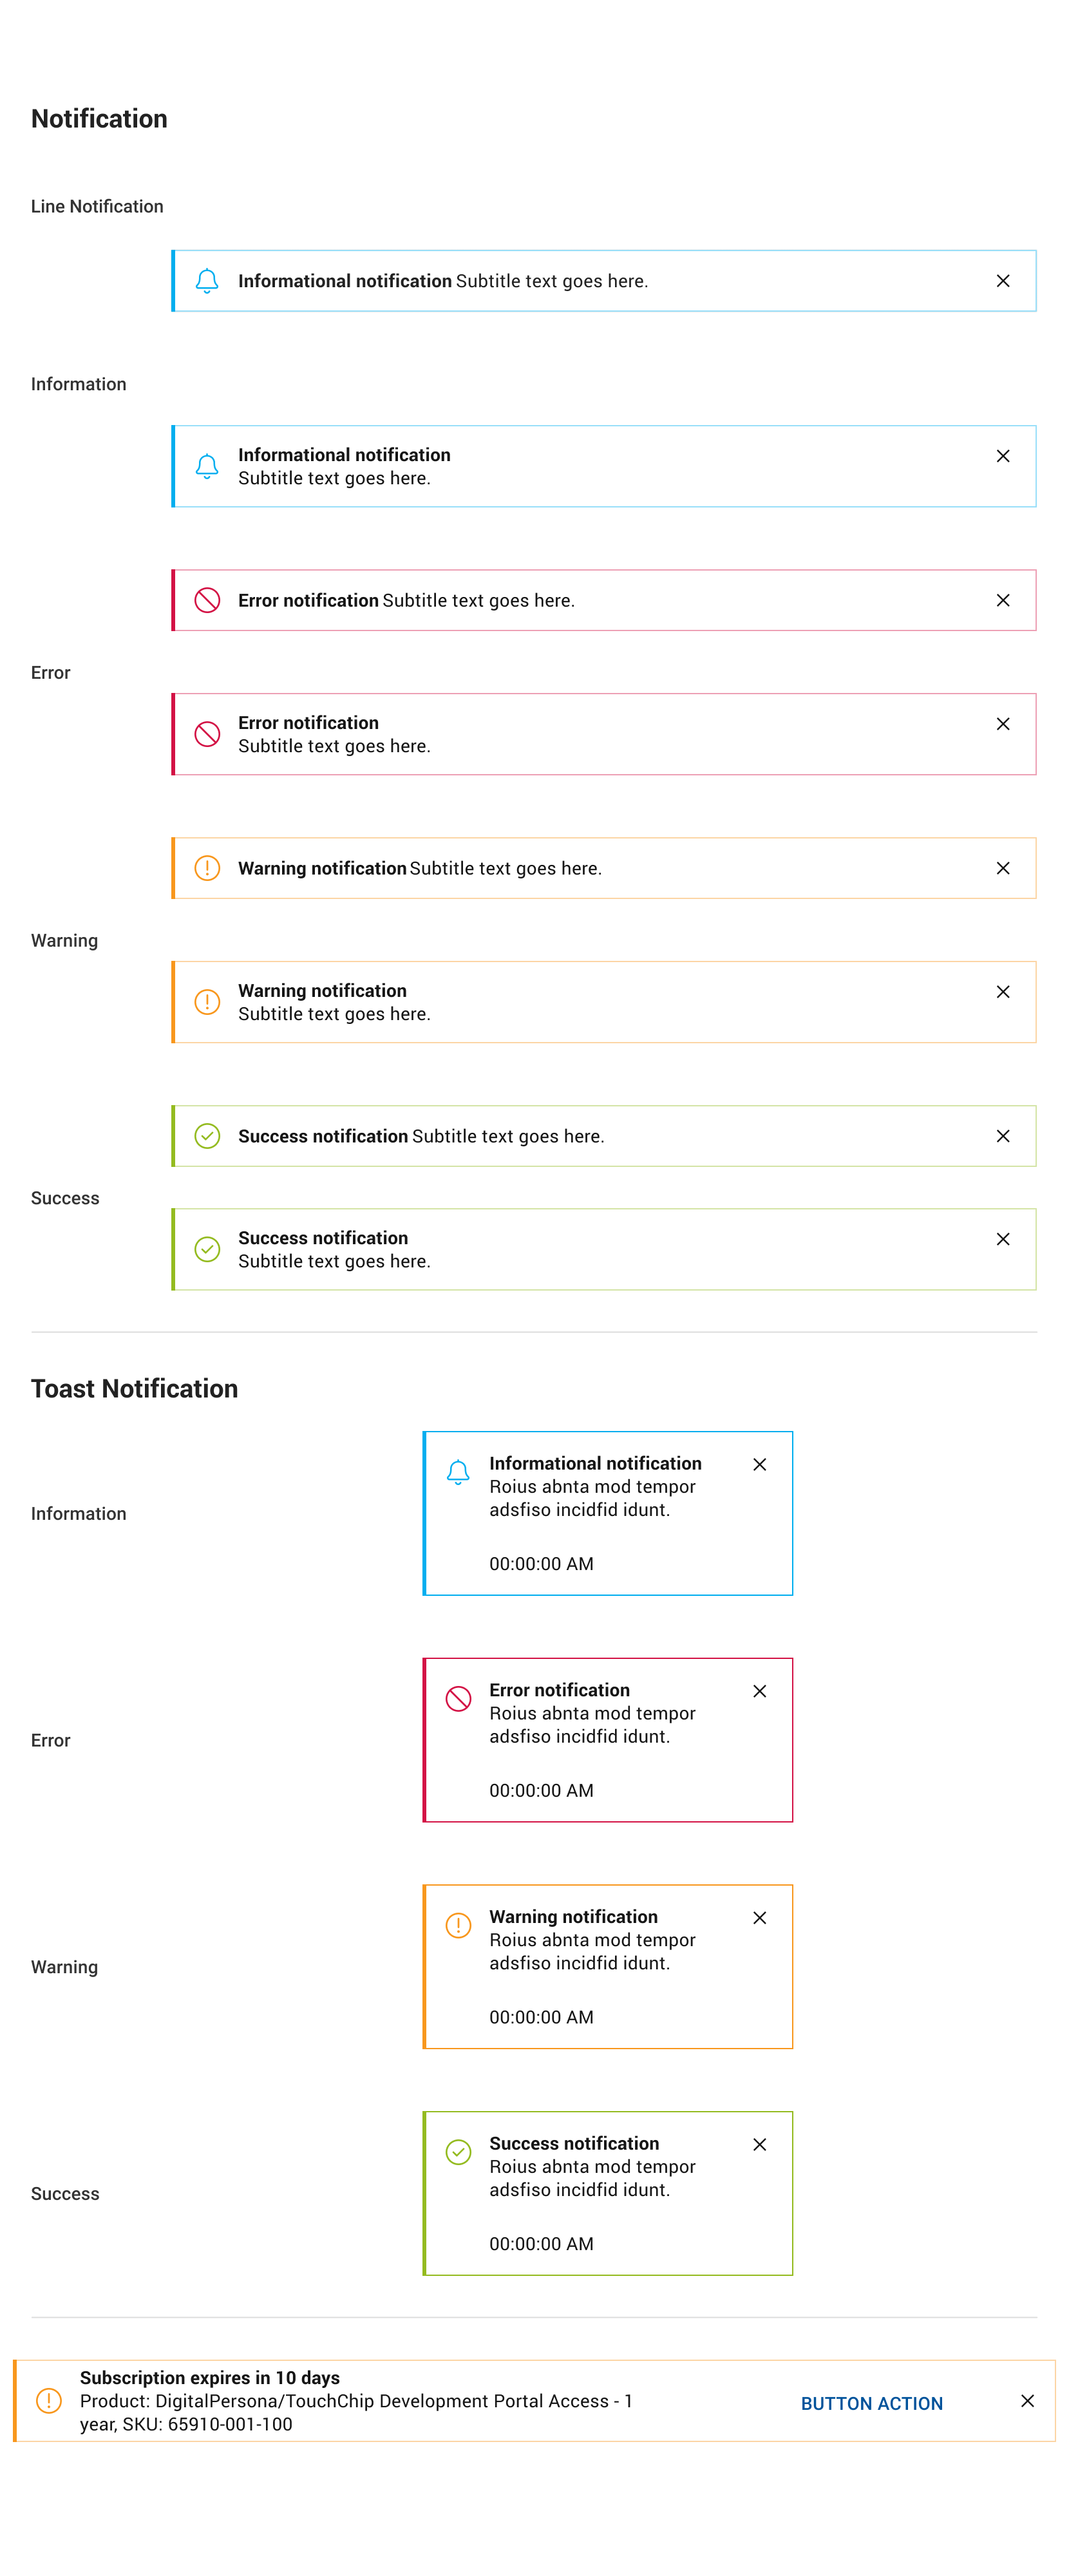 Notification
Line Notification
Informational notification Subtitle text goes here.
Information
Informational notification
Subtitle text goes here.
Error notification Subtitle text goes here.
Error
Error notification
Subtitle text goes here.
Warning notification Subtitle text goes here.
Warning
Warning notification
Subtitle text goes here.
Success notification Subtitle text goes here.
Success
Success notification
Subtitle text goes here.
Toast Notification
Information
Informational notification
Roius abnta mod tempor
adsfiso incidfid idunt.
00:00:00 AM
Error
Error notification
Roius abnta mod tempor
adsfiso incidfid idunt.
00:00:00 AM
Warning
Warning notification
Roius abnta mod tempor
adsfiso incidfid idunt.
00:00:00 AM
Success
Success notification
Roius abnta mod tempor
adsfiso incidfid idunt.
00:00:00 AM
Subscription expires in 10 days
Product: DigitalPersona/TouchChip Development Portal Access - 1
year, SKU: 65910-001-100
BUTTON ACTION